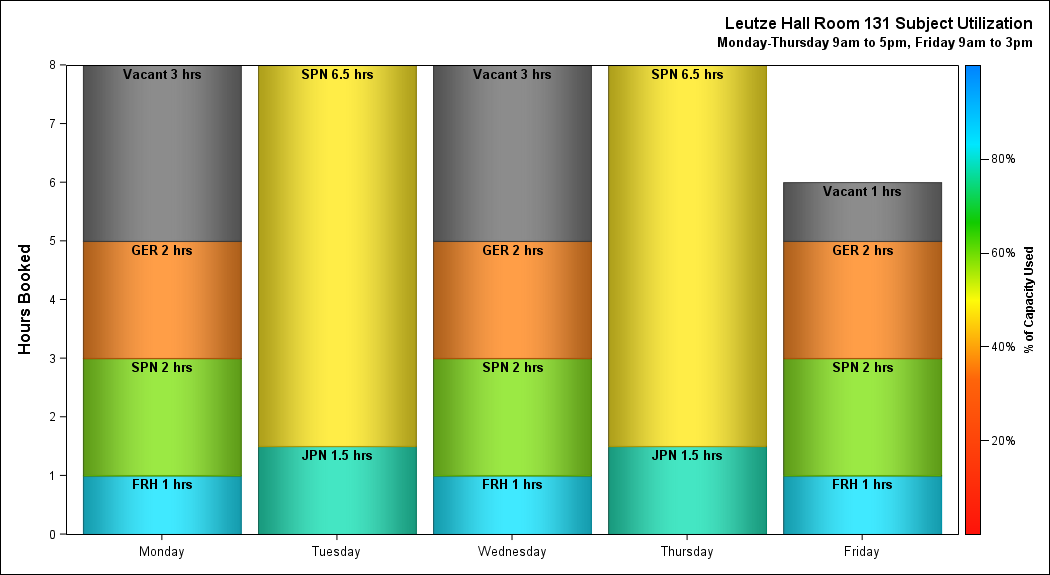 Leutze Hall Room 131 Subject Utilization
Monday-Thursday 9am to 5pm, Friday 9am to 3pm
Hours Booked
8
7
6
5
4
3
2
1
0
Vacant 3 hrs
GER 2 hrs
SPN 2 hrs
FRH 1 hrs
SPN 6.5 hrs
JPN 1.5 hrs
Vacant 3 hrs
GER 2 hrs
SPN 2 hrs
FRH 1 hrs
SPN 6.5 hrs
JPN 1.5 hrs
Vacant 1 hrs
GER 2 hrs
SPN 2 hrs
FRH 1 hrs
Monday
Tuesday
Wednesday
Thursday
Friday
80%
60%
40%
20%
% of Capacity Used